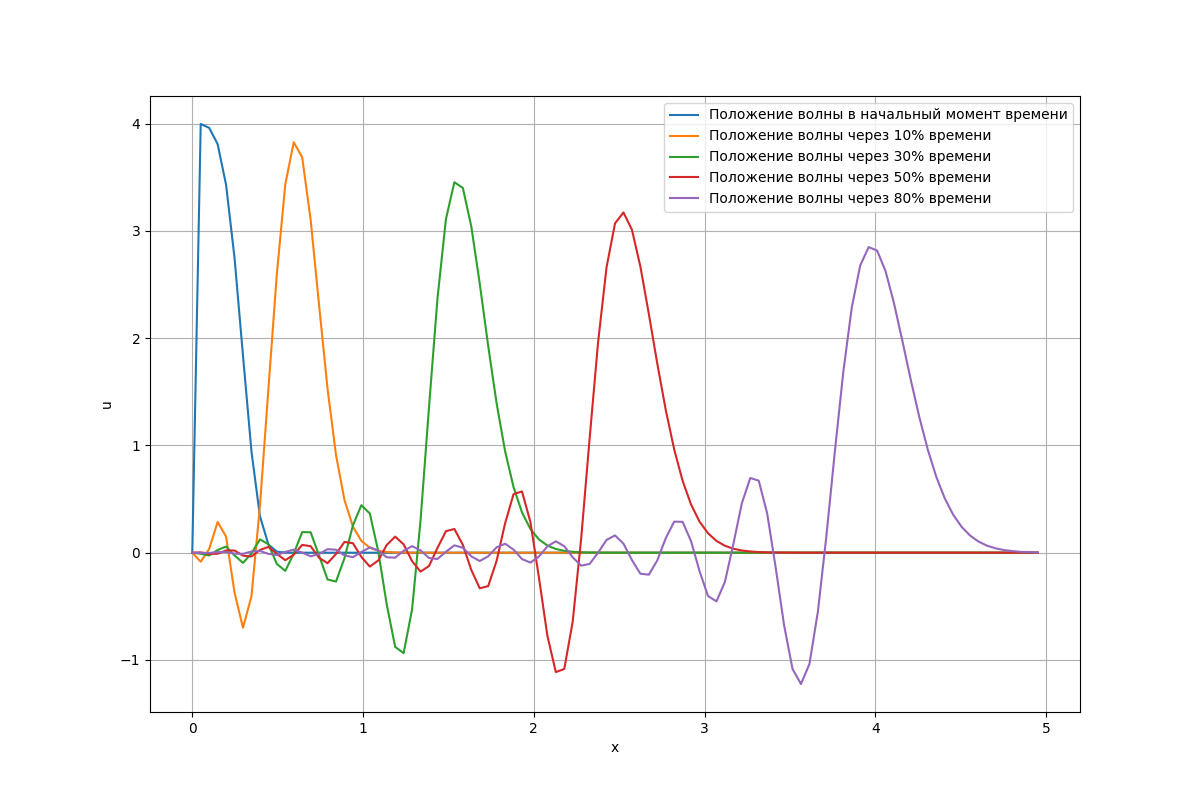 Положение волны в начальный момент времени
Положение волны через 10% времени
Положение волны через 30% времени
Положение волны через 50% времени
Положение волны через 80% времени
4
3
2
1
0
−1
u
0 1 2 3 4 5
x